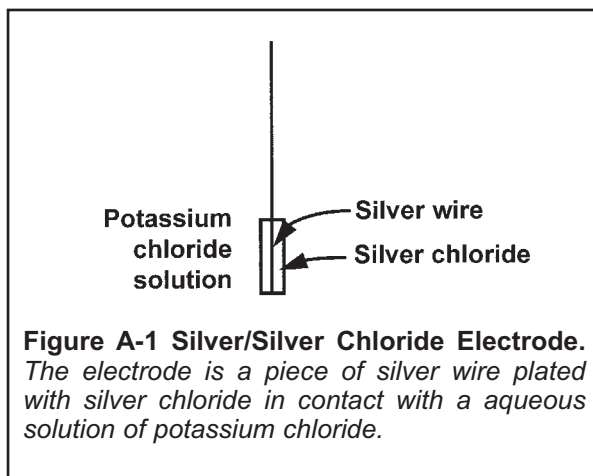 Potassium
chloride
solution
Silver wire
Silver chloride
Figure A-1 Silver/Silver Chloride Electrode.
The electrode is a piece of silver wire plated
with silver chloride in contact with a aqueous
solution of potassium chloride.